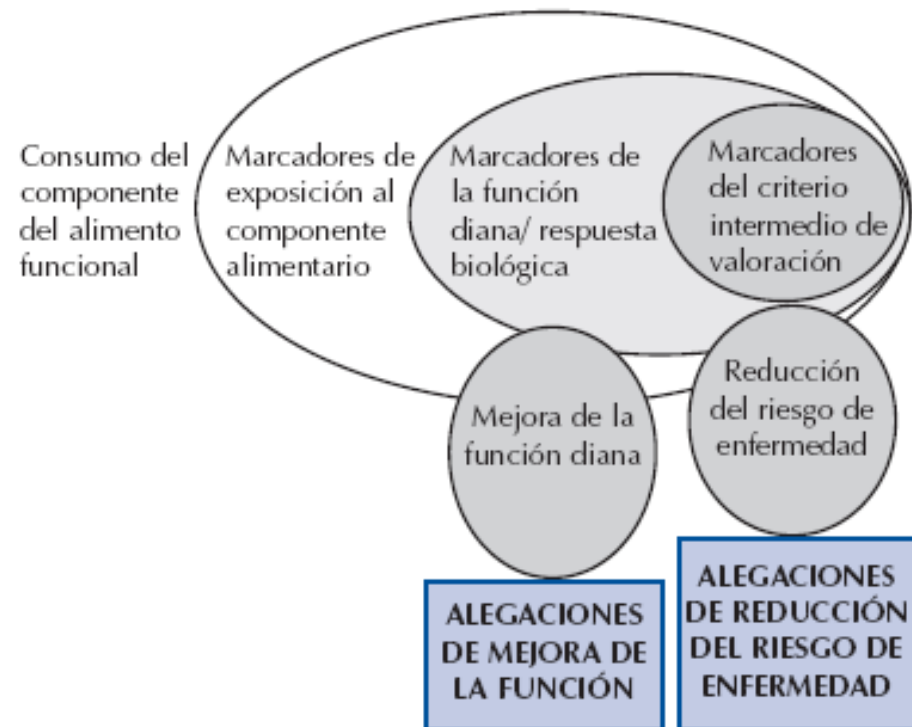 Consumo del
componente
del alimento
funcional
Marcadores de
exposición al
componente
alimentario
Marcadores de
la función
diana/ respuesta
biológica
Marcadores
del criterio
intermedio de
valoración
Mejora de la
función diana
Reducción
del riesgo de
enfermedad
ALEGACIONES
DE MEJORA DE
LA FUNCIÓN
ALEGACIONES
DE REDUCCIÓN
DEL RIESGO DE
ENFERMEDAD